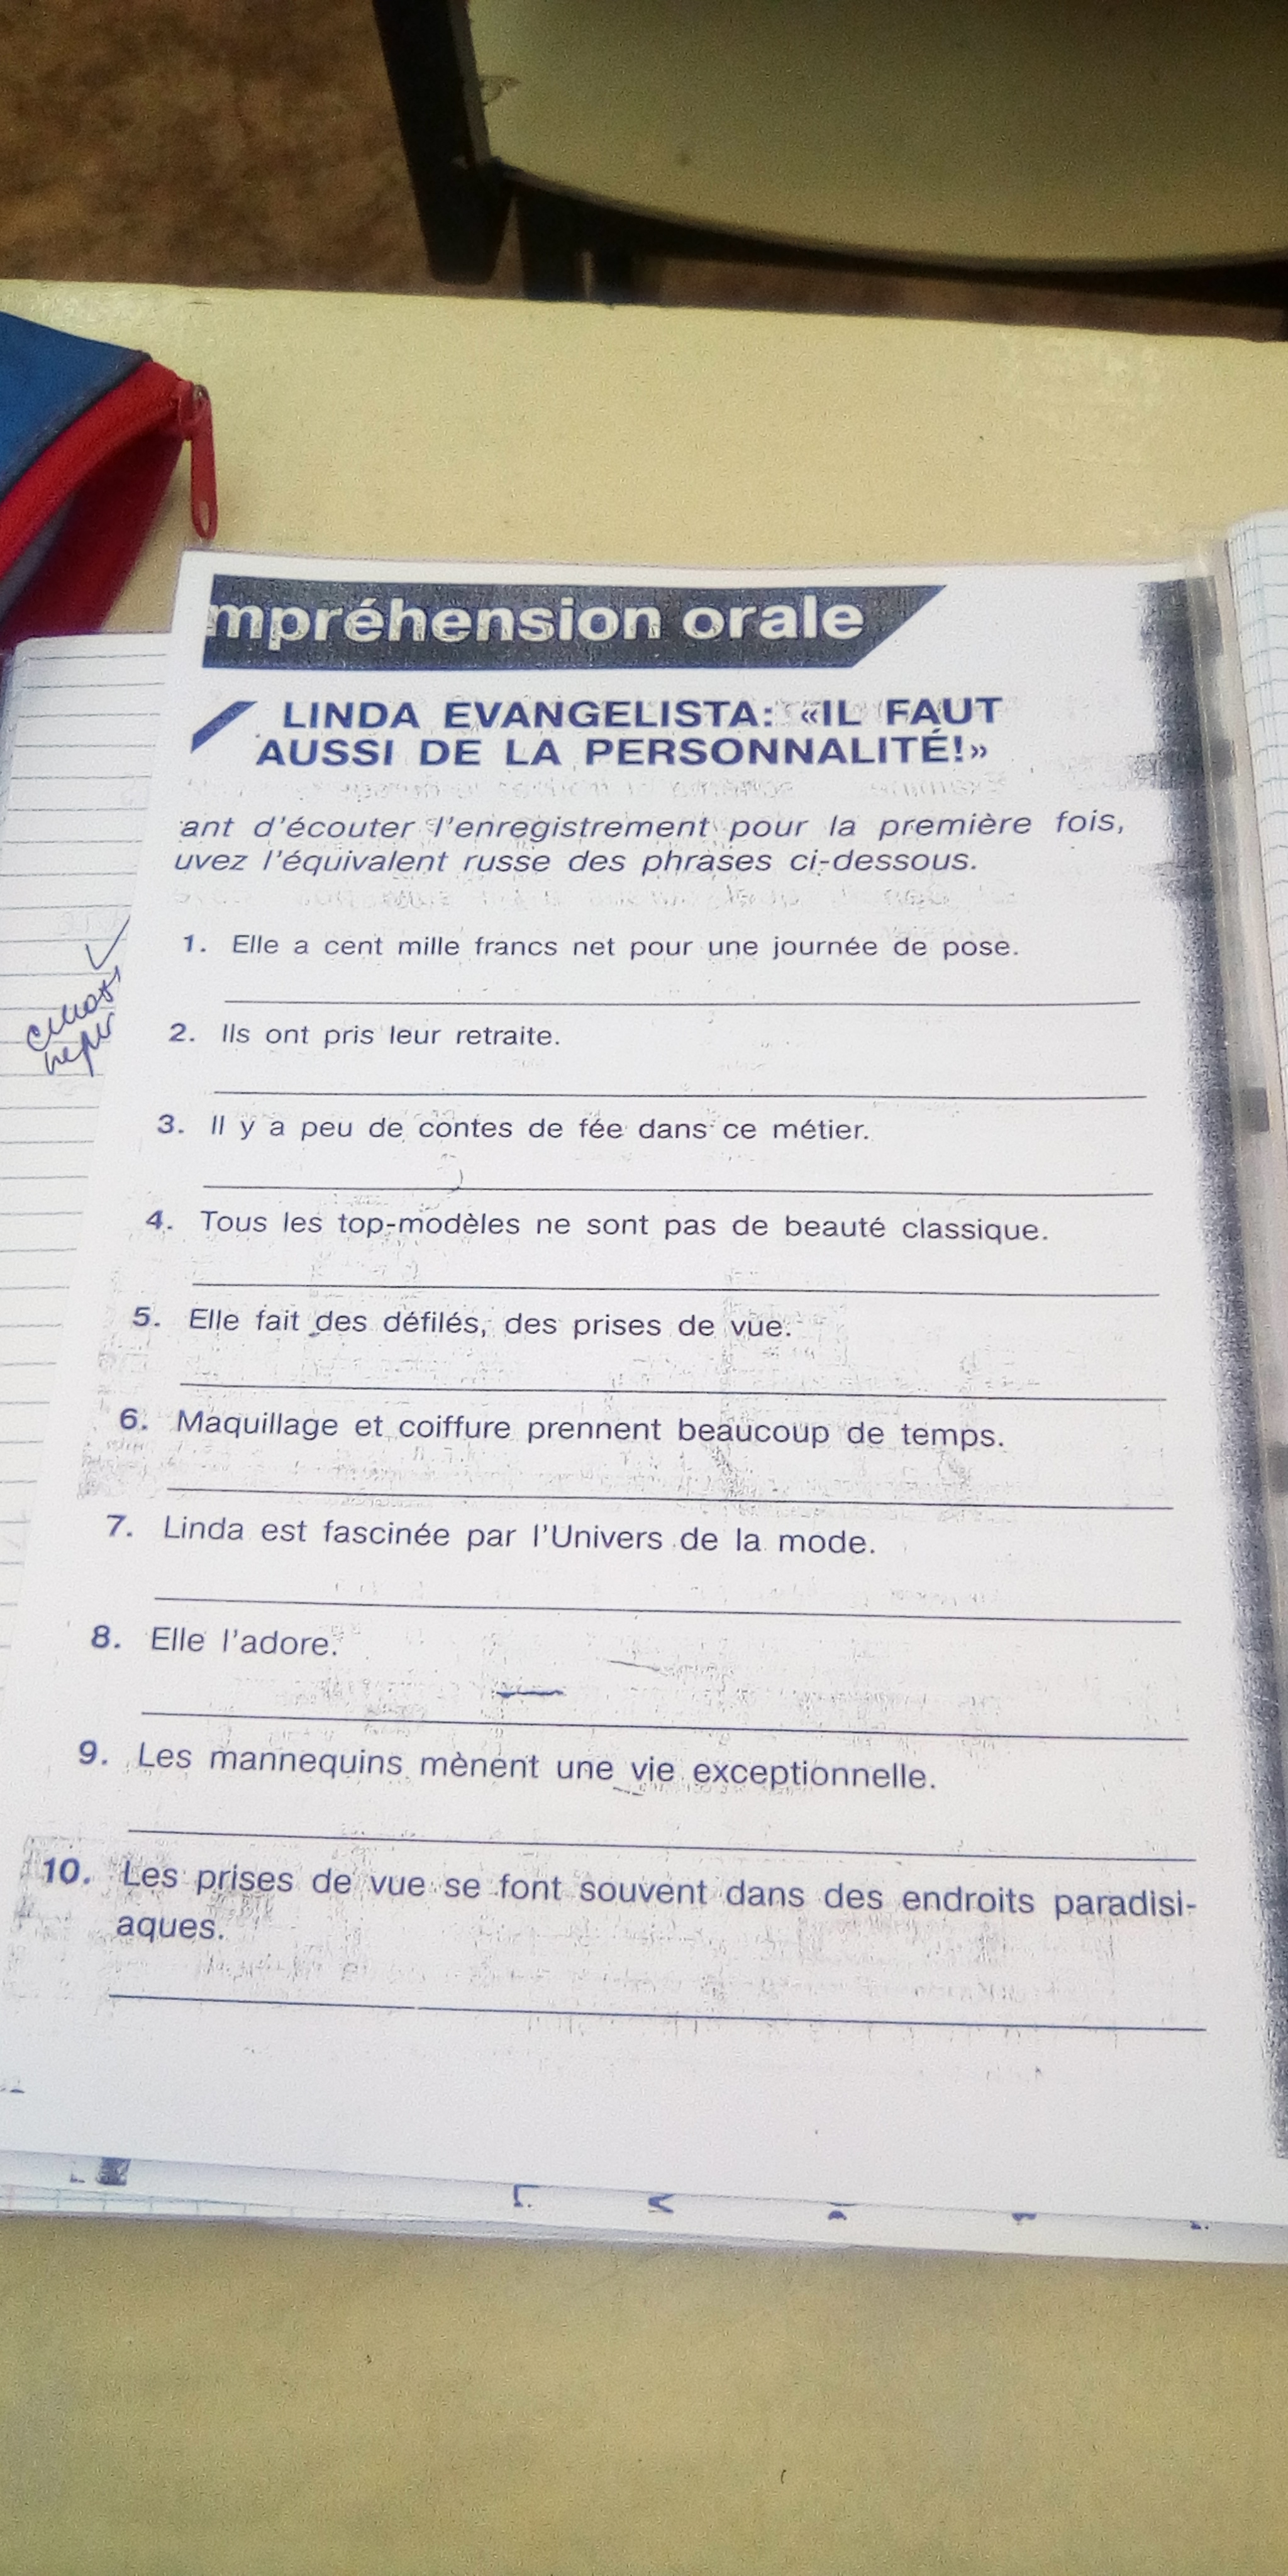 mpréhension orale
LINDA EVANGELISTA: «IL FAUT
AUSSI DE LA PERSONNALITÉ!»
ant d'écouter l'enregistrement pour la première fois,
uvez l'équivalent russe des phrases ci-dessous.
1. Elle a cent mille francs net pour une journée de pose.
2. Ils ont pris leur retraite.
3. Il y a peu de contes de fée dans ce métier.
4. Tous les top-modèles ne sont pas de beauté classique.
5. Elle fait des défilés, des prises de vue.
6. Maquillage et coiffure prennent beaucoup de temps.
7. Linda est fascinée par l'Univers de la mode.
8. Elle l'adore.
9. Les mannequins mènent une vie exceptionnelle.
10. Les prises de vue se font souvent dans des endroits paradisi-
aques.